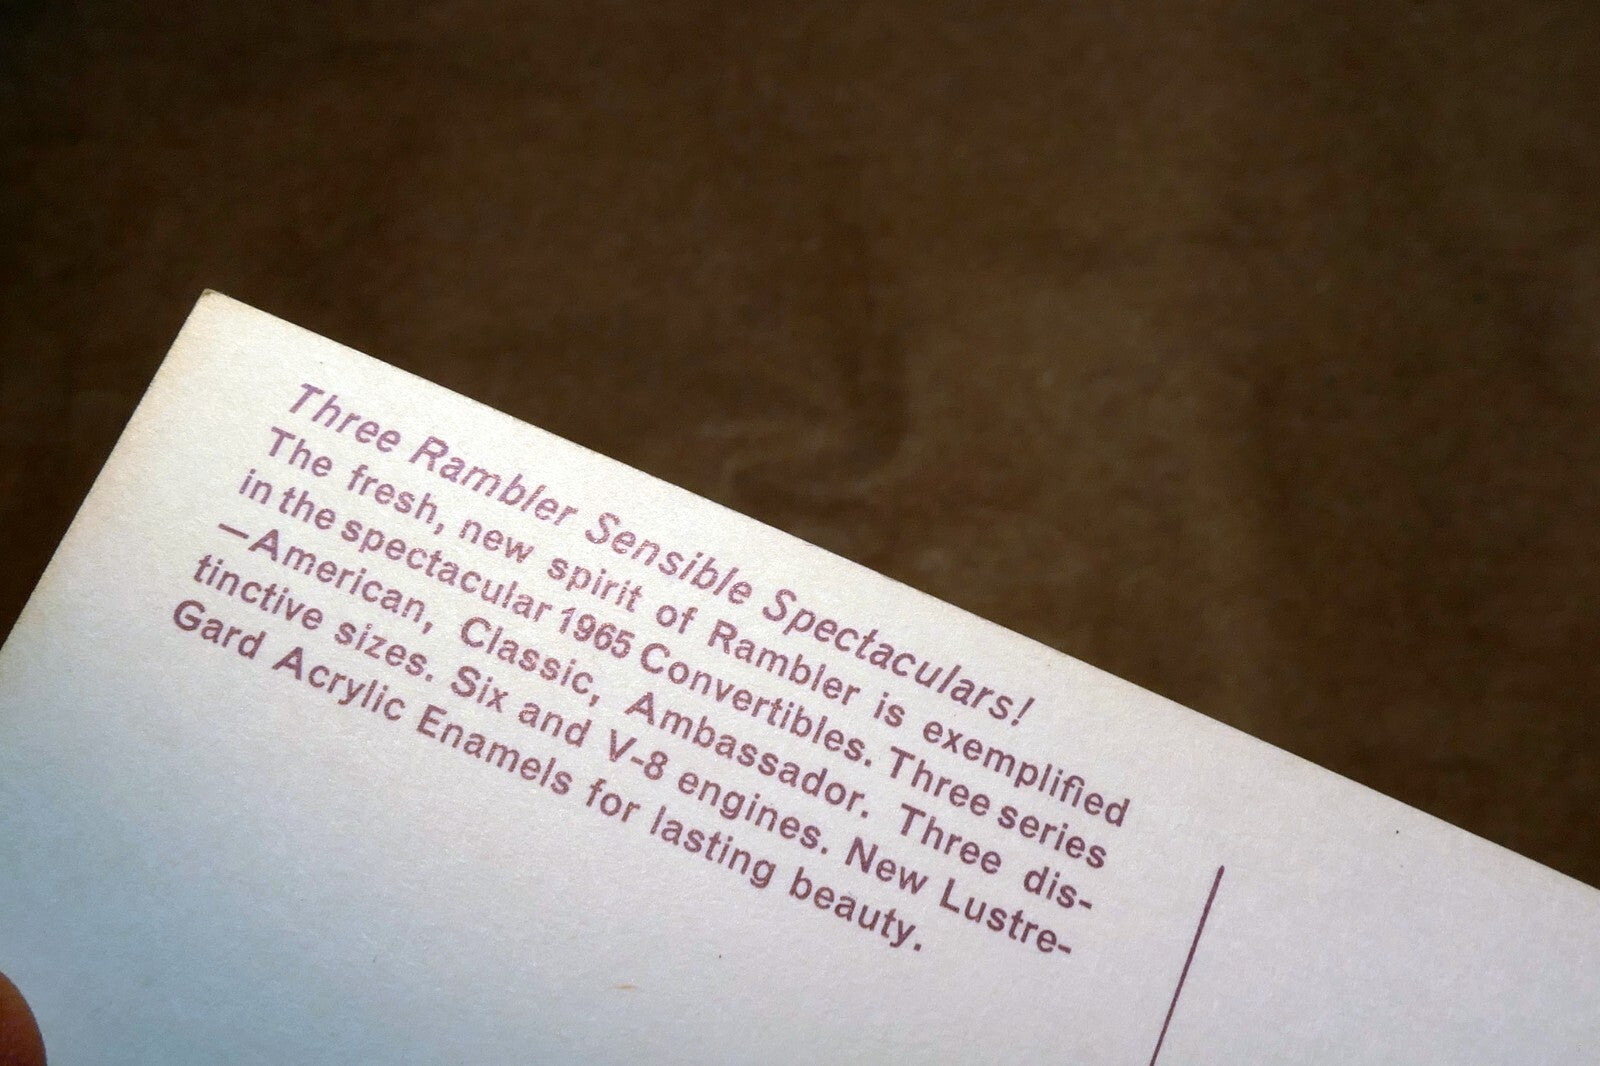 Three Rambler Sensible Spectaculars!
The fresh, new spirit of Rambler is exemplified
in the spectacular 1965 Convertibles. Three series
—American, Classic, Ambassador. Three dis-
tinctive sizes. Six and V-8 engines. New Lustre-
Gard Acrylic Enamels for lasting beauty.